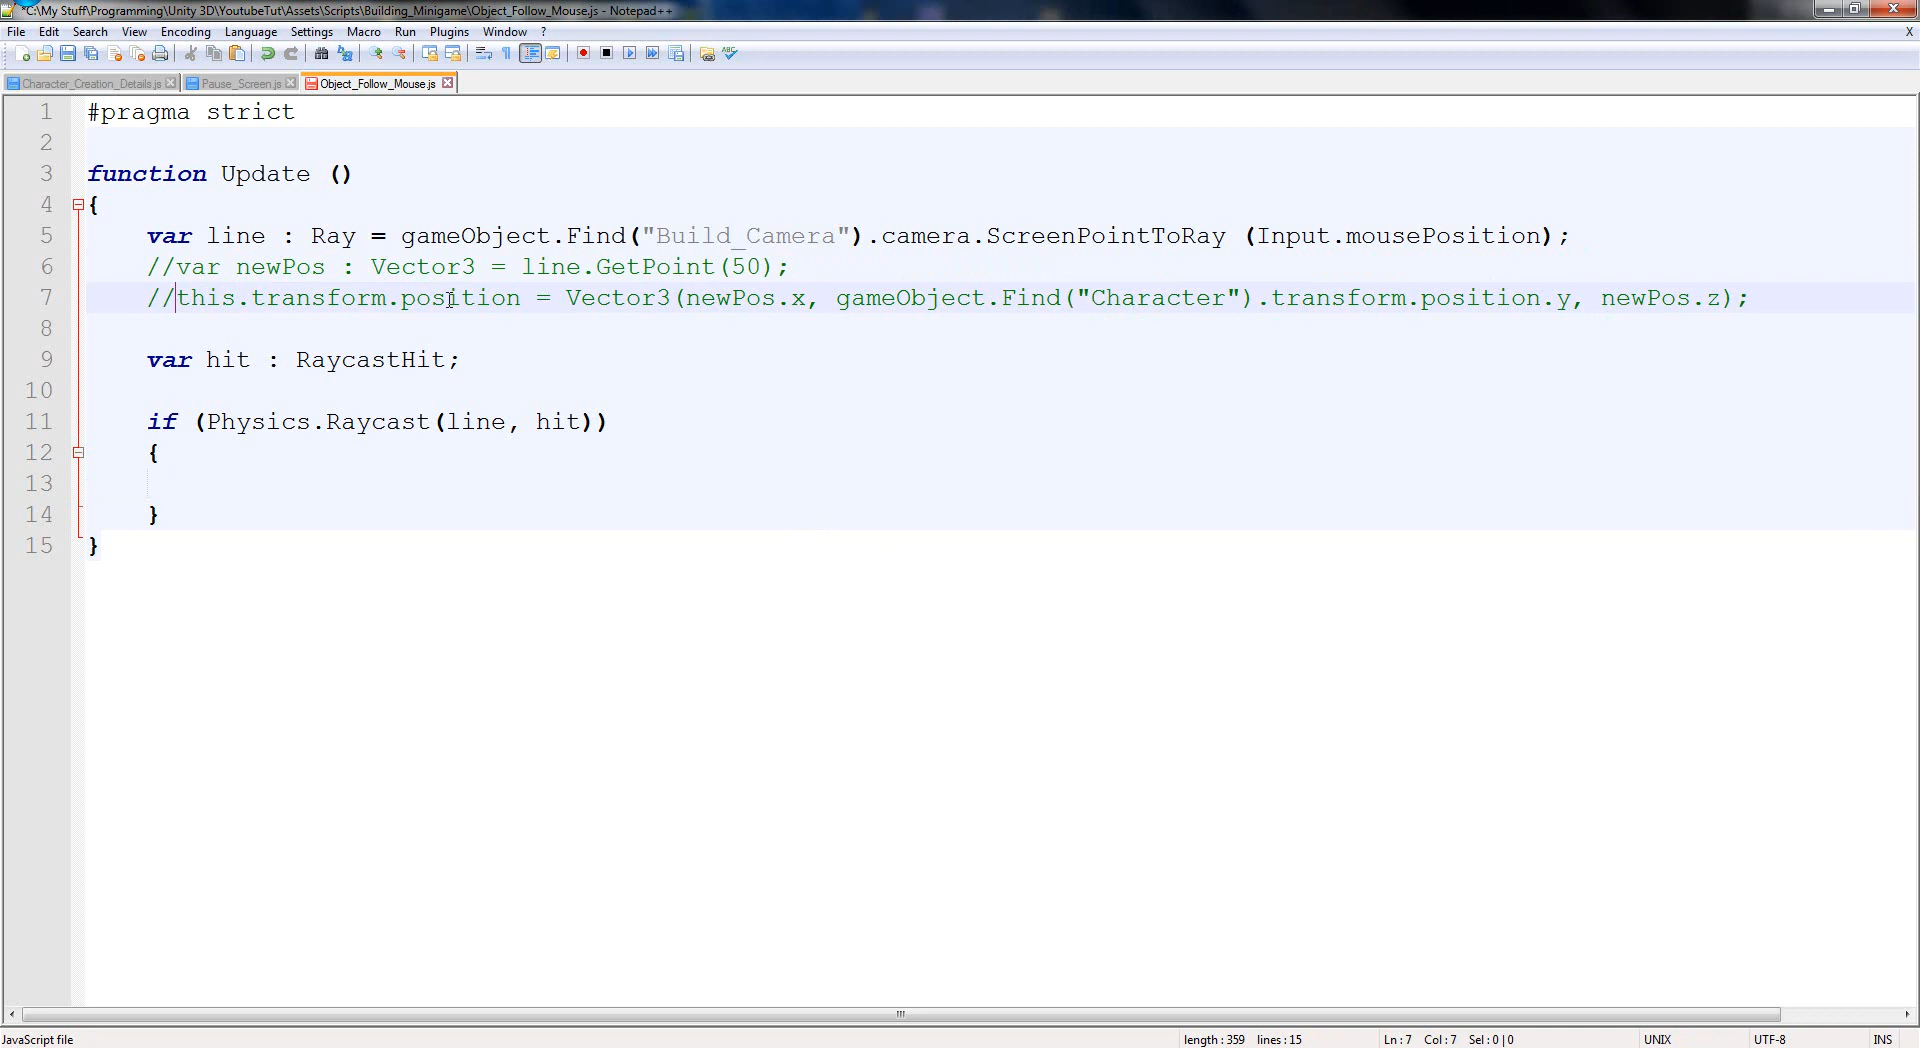 *C:\My Stuff\Programming\Unity 3D\YoutubeTut\Assets\Scripts\Building_Minigame\Object_Follow_Mouse.js - Notepad++
File Edit Search View Encoding Language Settings Macro Run Plugins Window ? X
Character_Creation_Details.js Pause_Screen.js Object_Follow_Mouse.js
1 #pragma strict
2
3 function Update ()
4 {
5 var line : Ray = gameObject.Find("Build_Camera").camera.ScreenPointToRay (Input.mousePosition);
6 //var newPos : Vector3 = line.GetPoint(50);
7 //this.transform.position = Vector3(newPos.x, gameObject.Find("Character").transform.position.y, newPos.z);
8
9 var hit : RaycastHit;
10
11 if (Physics.Raycast(line, hit))
12 {
13
14 }
15 }
JavaScript file length : 359 lines : 15 Ln : 7 Col : 7 Sel : 0 | 0 UNIX UTF-8 INS